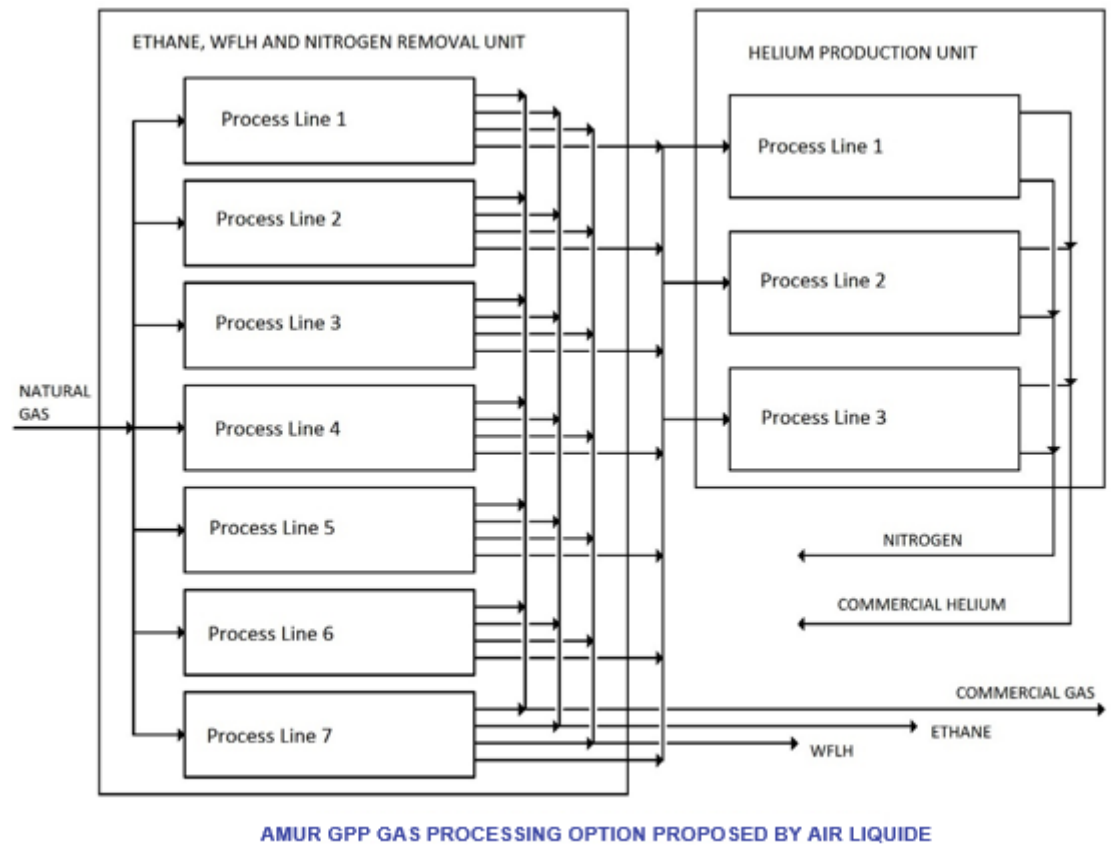 ETHANE, WFLH AND NITROGEN REMOVAL UNIT
Process Line 1
Process Line 2
Process Line 3
Process Line 4
Process Line 5
Process Line 6
Process Line 7
NATURAL
GAS
HELIUM PRODUCTION UNIT
Process Line 1
Process Line 2
Process Line 3
NITROGEN
COMMERCIAL HELIUM
COMMERCIAL GAS
ETHANE
WFLH
AMUR GPP GAS PROCESSING OPTION PROPOSED BY AIR LIQUIDE